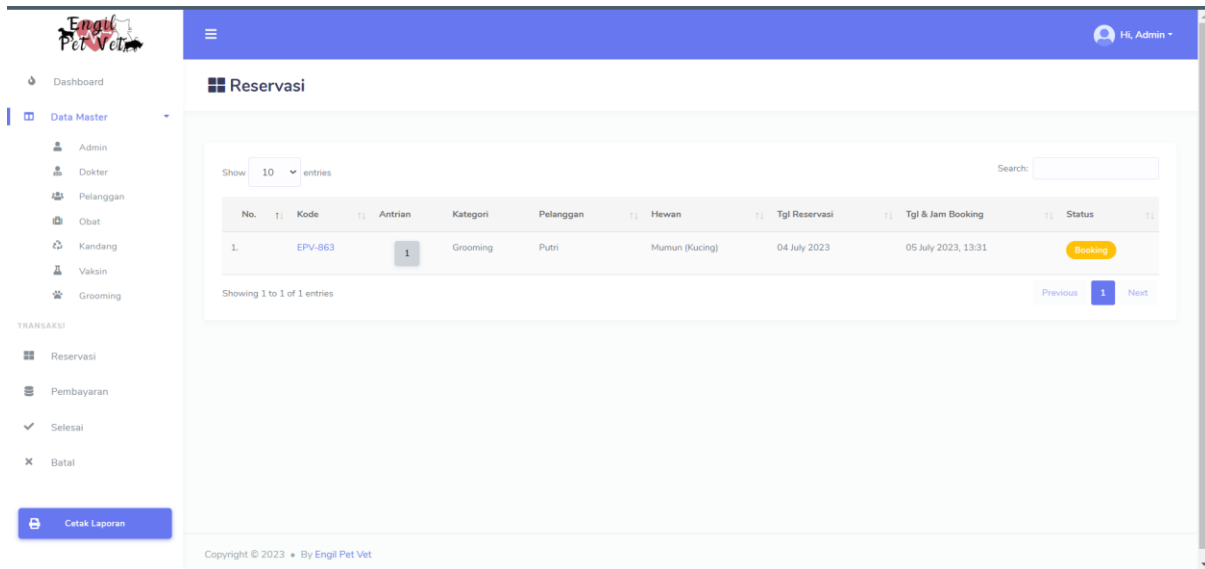 Engil
Pet Vet
Hi, Admin
Dashboard
Reservasi
Data Master
Admin
Dokter
Pelanggan
Obat
Kandang
Vaksin
Grooming
TRANSAKSI
Reservasi
Pembayaran
Selesai
Batal
Cetak Laporan
Show 10 entries Search:
No. Kode Antrian Kategori Pelanggan Hewan Tgl Reservasi Tgl & Jam Booking Status
1. EPV-863 1 Grooming Putri Mumun (Kucing) 04 July 2023 05 July 2023, 13:31 Booking
Showing 1 to 1 of 1 entries Previous 1 Next
Copyright © 2023 • By Engil Pet Vet